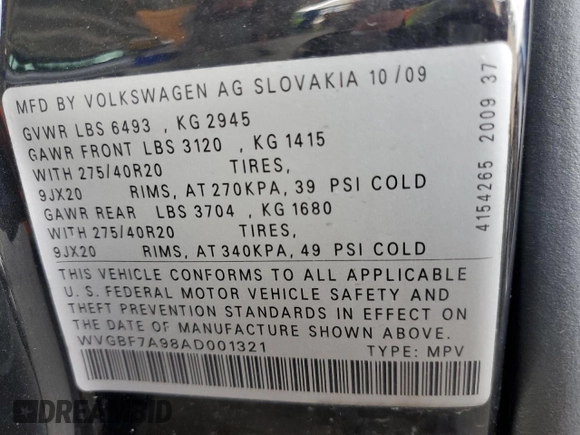 MFD BY VOLKSWAGEN AG SLOVAKIA 10/09
GVWR LBS 6493 , KG 2945
GAWR FRONT LBS 3120 , KG 1415
WITH 275/40R20 TIRES,
9JX20 RIMS, AT 270KPA, 39 PSI COLD
GAWR REAR LBS 3704 , KG 1680
WITH 275/40R20 TIRES,
9JX20 RIMS, AT 340KPA, 49 PSI COLD
THIS VEHICLE CONFORMS TO ALL APPLICABLE
U. S. FEDERAL MOTOR VEHICLE SAFETY AND
THEFT PREVENTION STANDARDS IN EFFECT ON
THE DATE OF MANUFACTURE SHOWN ABOVE.
WVGBF7A98AD001321 TYPE: MPV
4154265 2009 37
DREAMBID